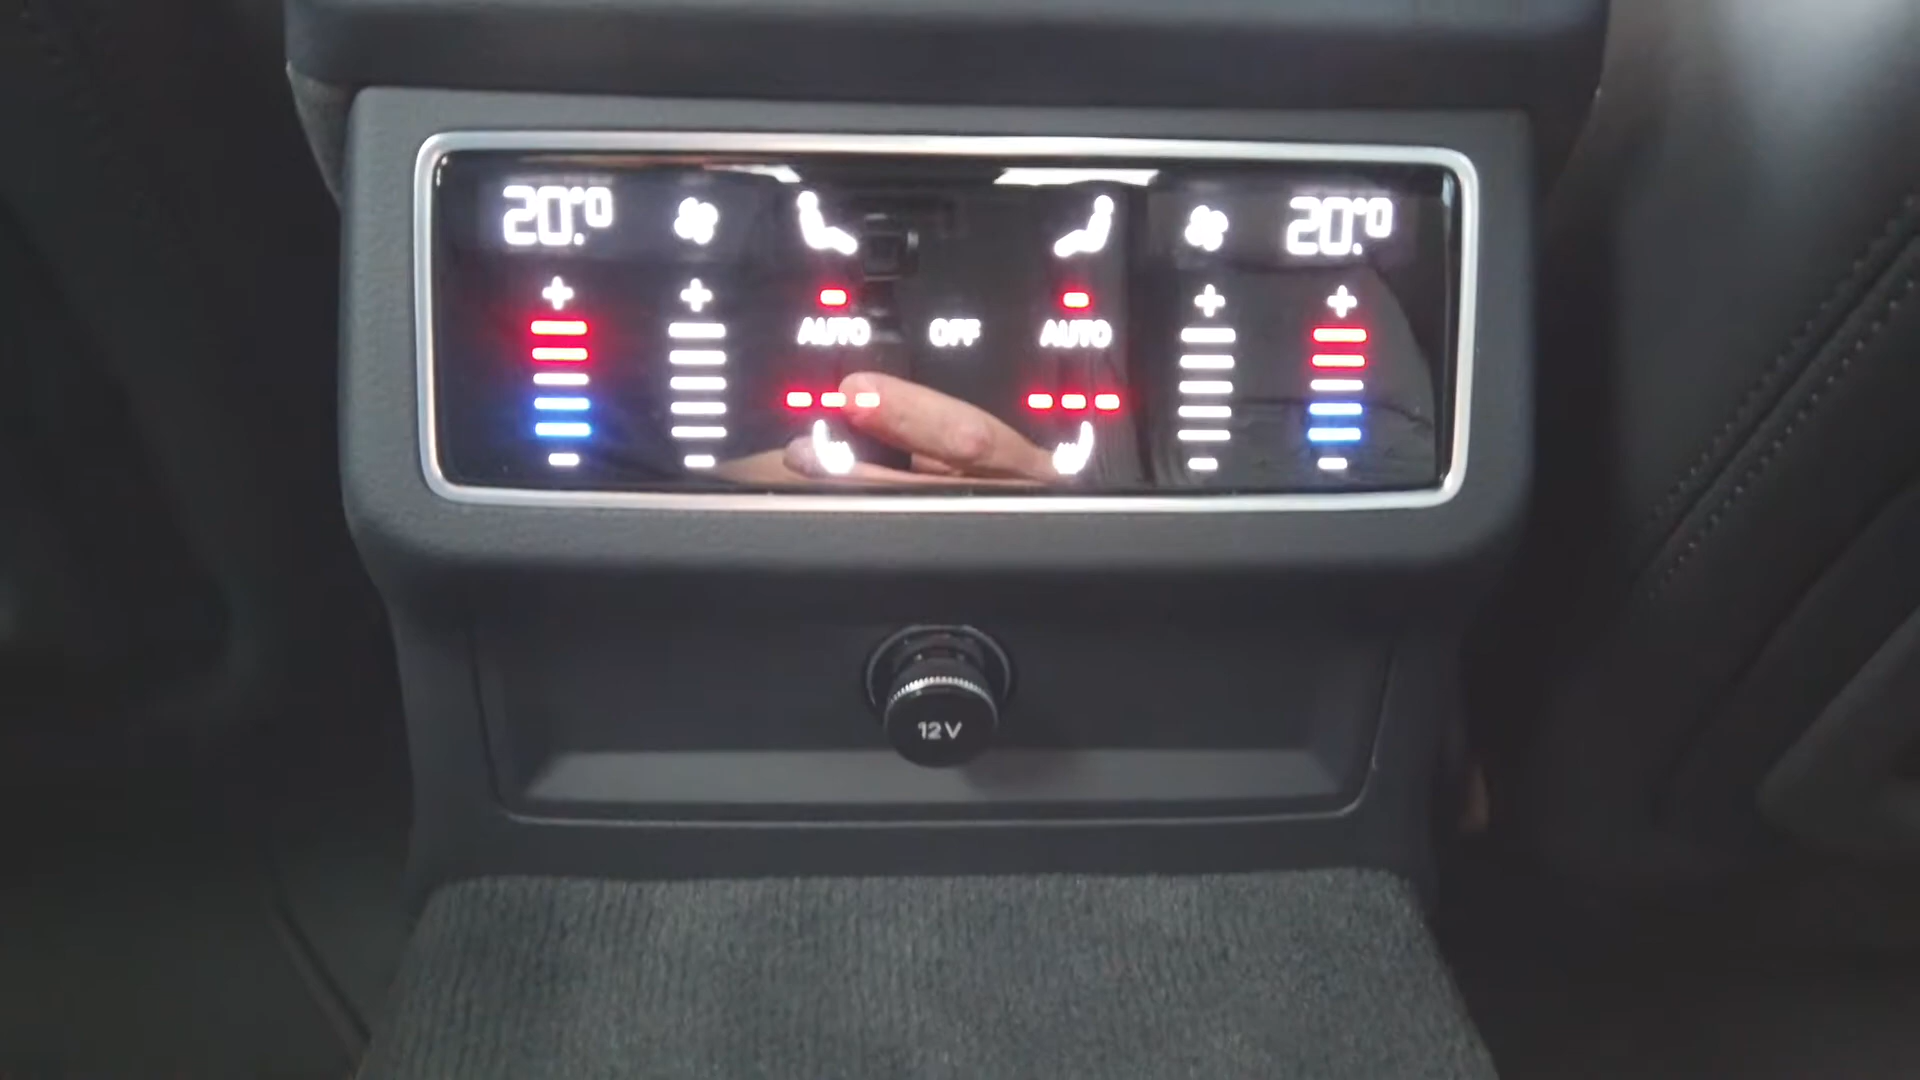 20.0 20.0
+ + + +
AUTO OFF AUTO
- - - -
12V